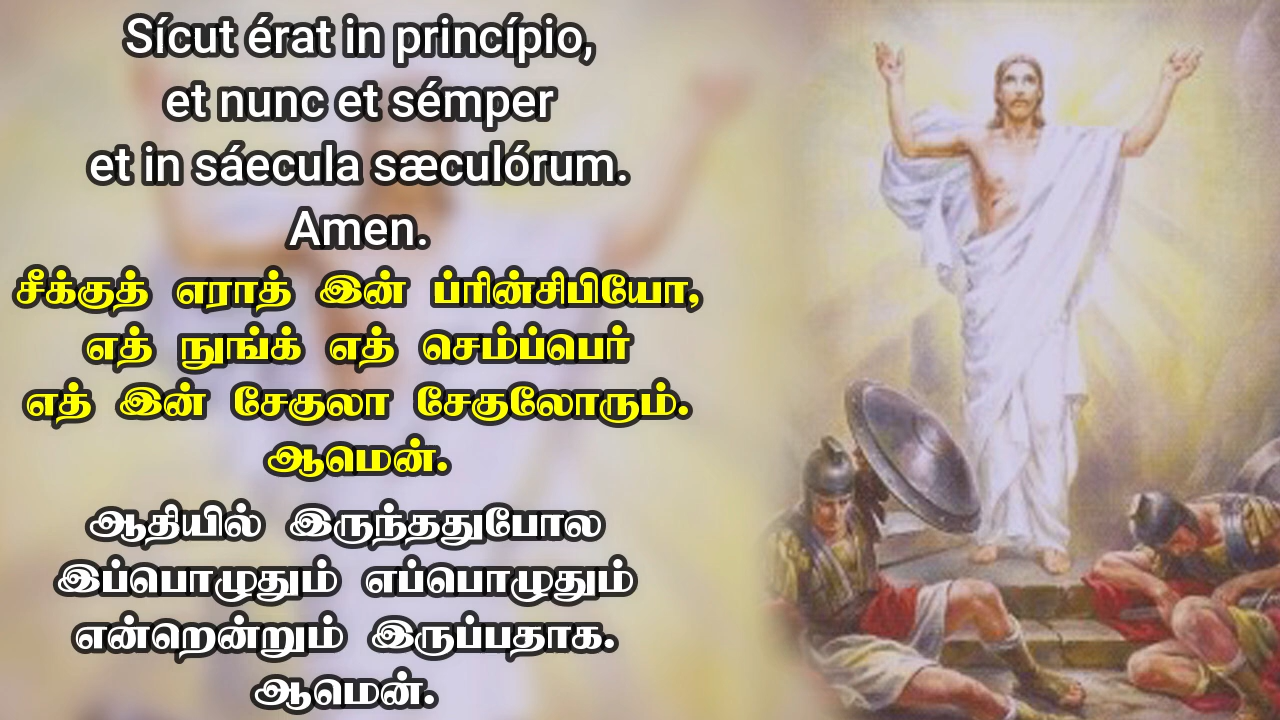 Sícut érat in princípio,
et nunc et sémper
et in sáecula sæculórum.
Amen.
சீக்குத் எராத் இன் ப்ரின்சிபியோ,
எத் நுங்க் எத் செம்ப்பெர்
எத் இன் சேகுலா சேகுலோரும்.
ஆமென்.
ஆதியில் இருந்ததுபோல
இப்பொழுதும் எப்பொழுதும்
என்றென்றும் இருப்பதாக.
ஆமென்.